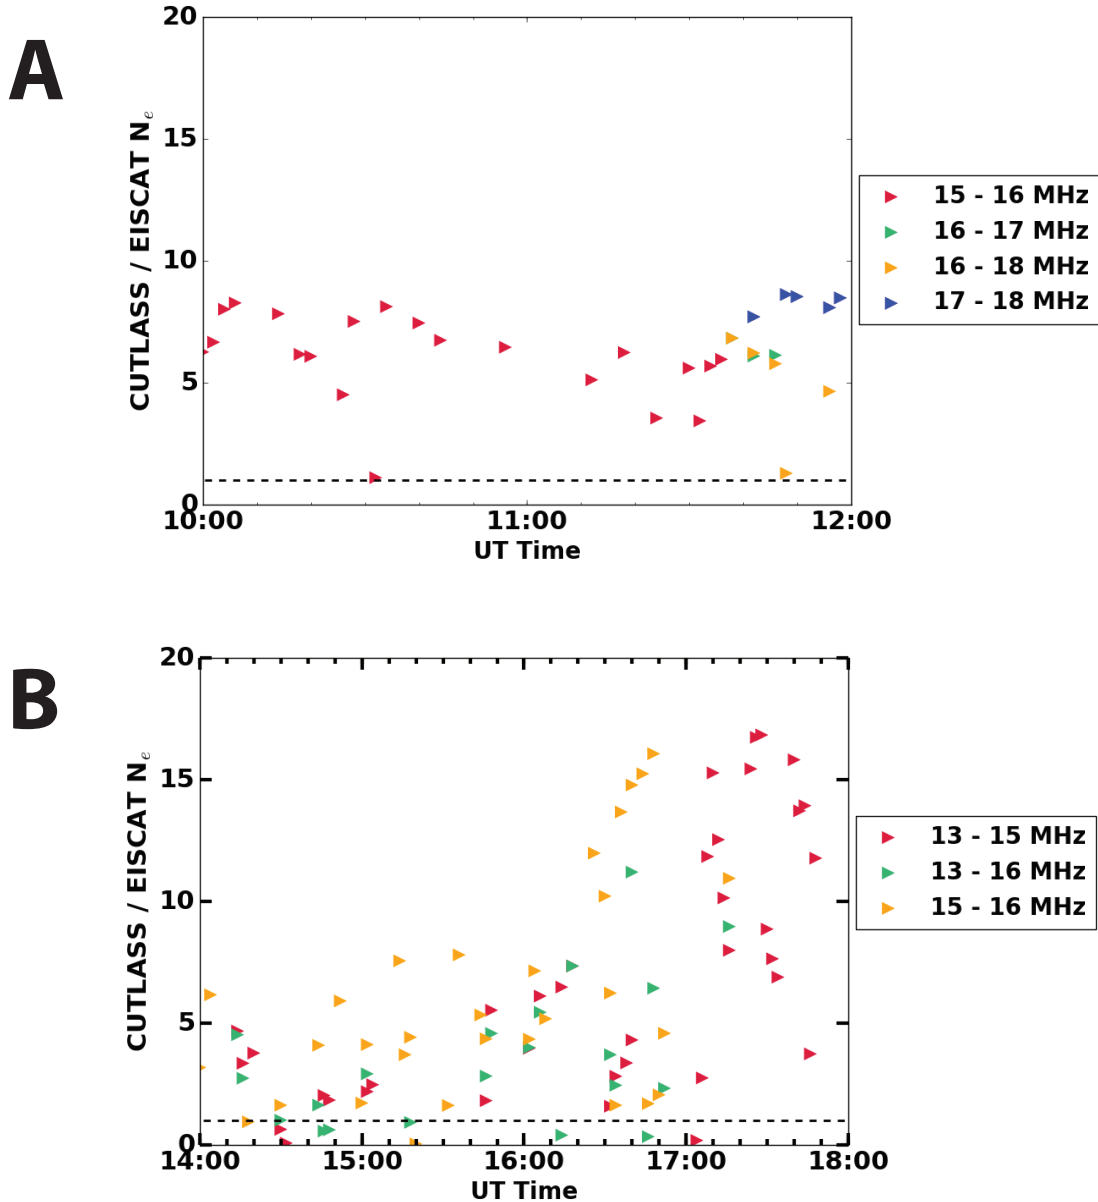 A
20
15
10
5
0
CUTLASS / EISCAT Ne
10:00 11:00 12:00
UT Time
15 - 16 MHz
16 - 17 MHz
16 - 18 MHz
17 - 18 MHz
B
20
15
10
5
0
CUTLASS / EISCAT Ne
14:00 15:00 16:00 17:00 18:00
UT Time
13 - 15 MHz
13 - 16 MHz
15 - 16 MHz